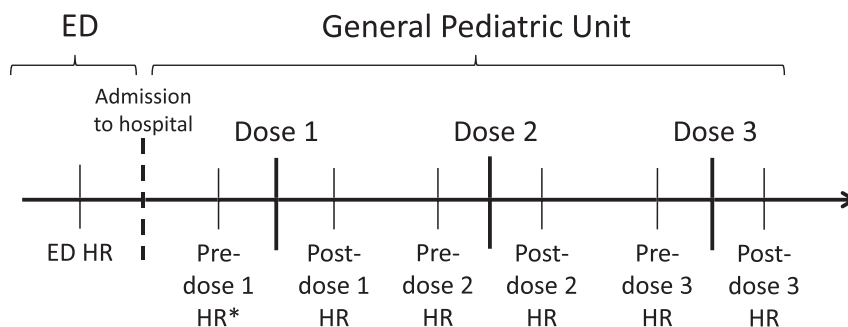 ED
General Pediatric Unit
Admission
to hospital
Dose 1
Dose 2
Dose 3
ED HR
Pre-
dose 1
HR*
Post-
dose 1
HR
Pre-
dose 2
HR
Post-
dose 2
HR
Pre-
dose 3
HR
Post-
dose 3
HR